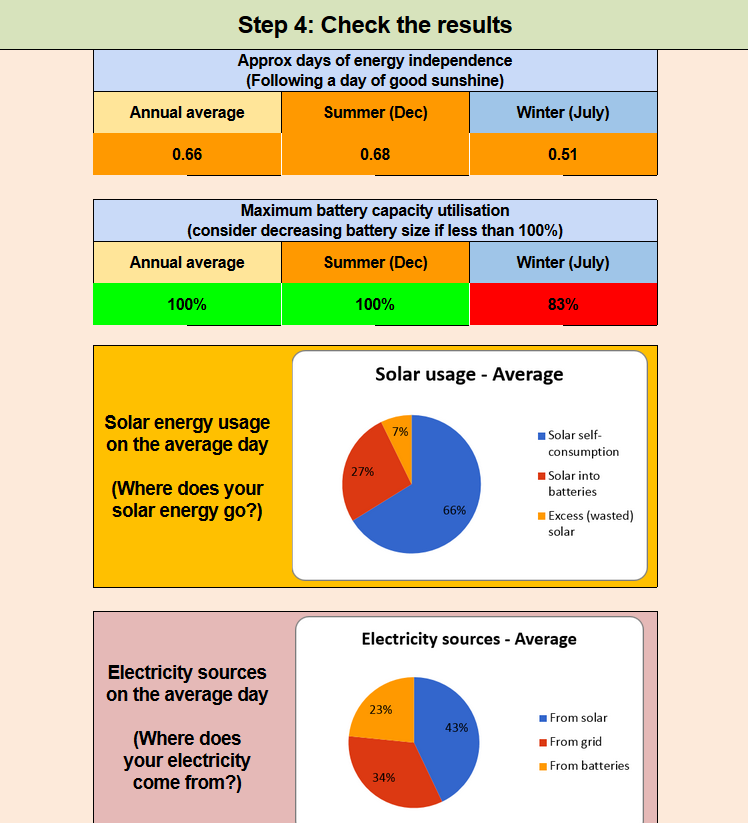 Step 4: Check the results
Approx days of energy independence
(Following a day of good sunshine)
Annual average
Summer (Dec)
Winter (July)
0.66
0.68
0.51
Maximum battery capacity utilisation
(consider decreasing battery size if less than 100%)
Annual average
Summer (Dec)
Winter (July)
100%
100%
83%
Solar energy usage
on the average day
(Where does your
solar energy go?)
Solar usage - Average
7%
27%
66%
Solar self-
consumption
Solar into
batteries
Excess (wasted)
solar
Electricity sources
on the average day
(Where does
your electricity
come from?)
Electricity sources - Average
23%
43%
34%
From solar
From grid
From batteries